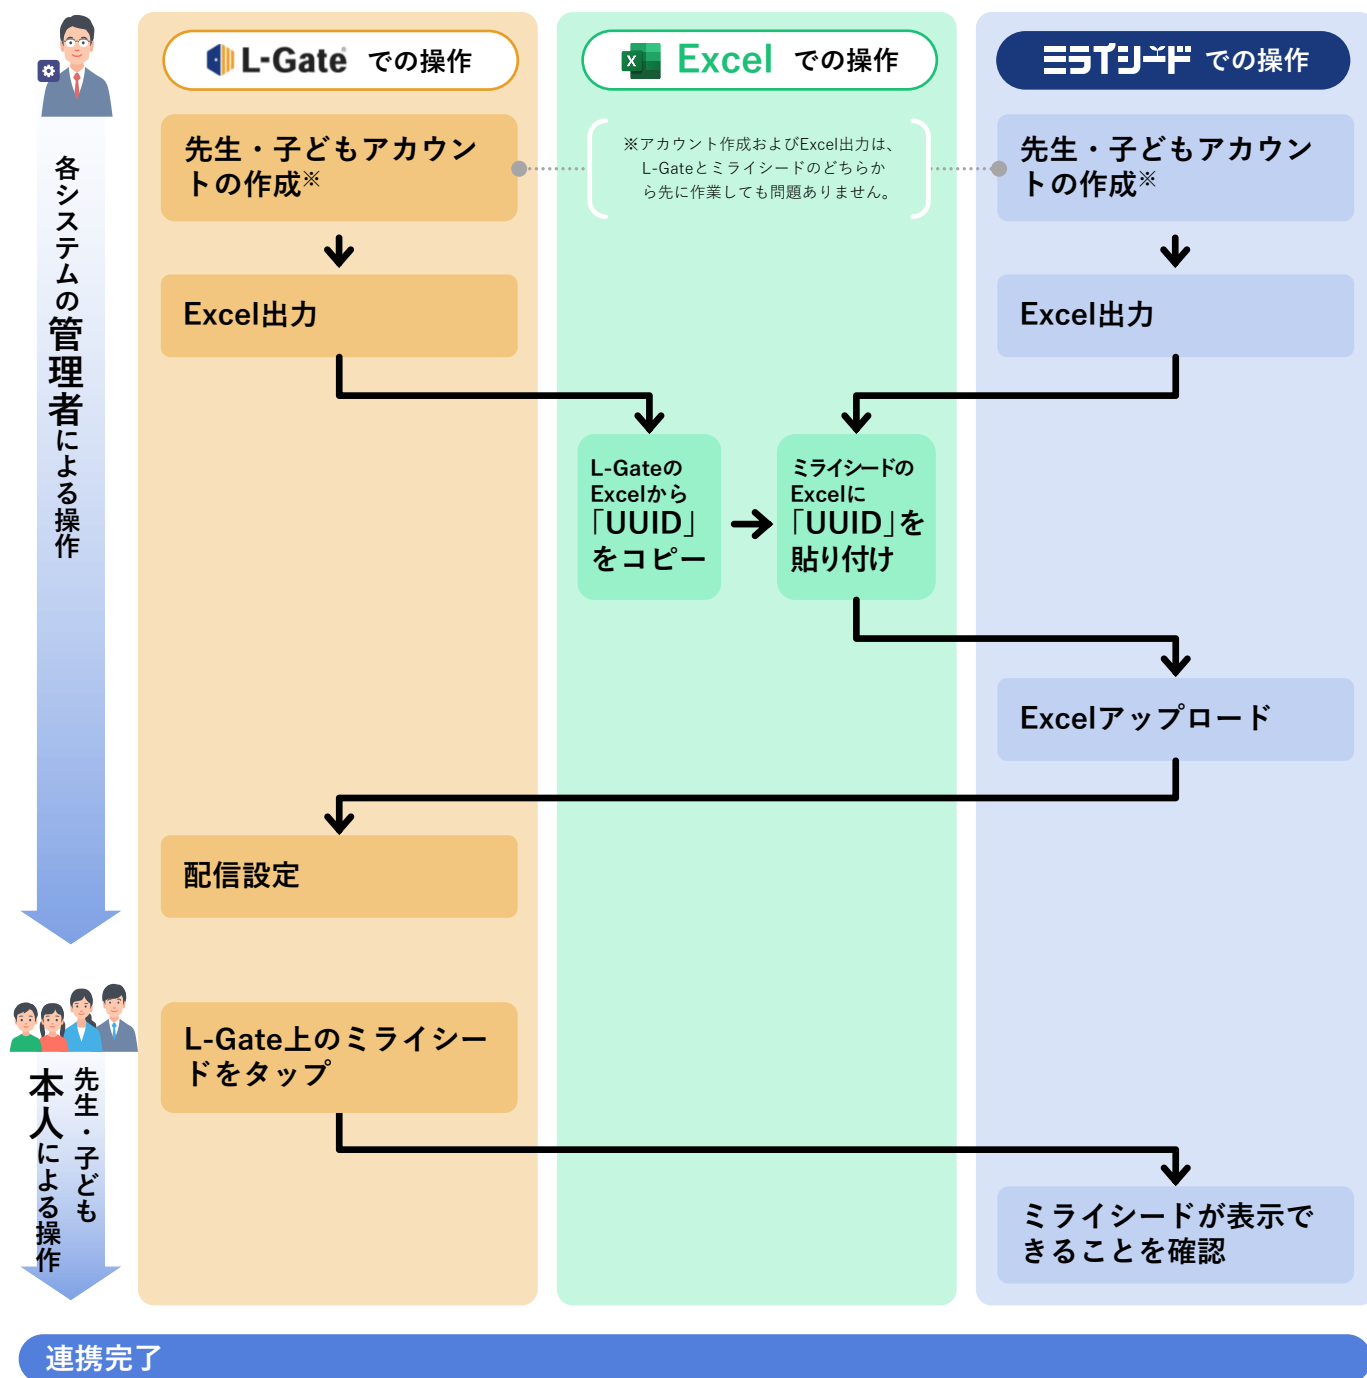 L-Gate での操作
Excel での操作
ミライシード での操作
各システムの管理者による操作
先生・子どもアカウン
トの作成※
※アカウント作成およびExcel出力は、
L-Gateとミライシードのどちらか
ら先に作業しても問題ありません。
先生・子どもアカウン
トの作成※
Excel出力
Excel出力
L-Gateの
Excelから
「UUID」
をコピー
ミライシードの
Excelに
「UUID」を
貼り付け
Excelアップロード
配信設定
先生・子ども
本人による操作
L-Gate上のミライシー
ドをタップ
ミライシードが表示で
きることを確認
連携完了